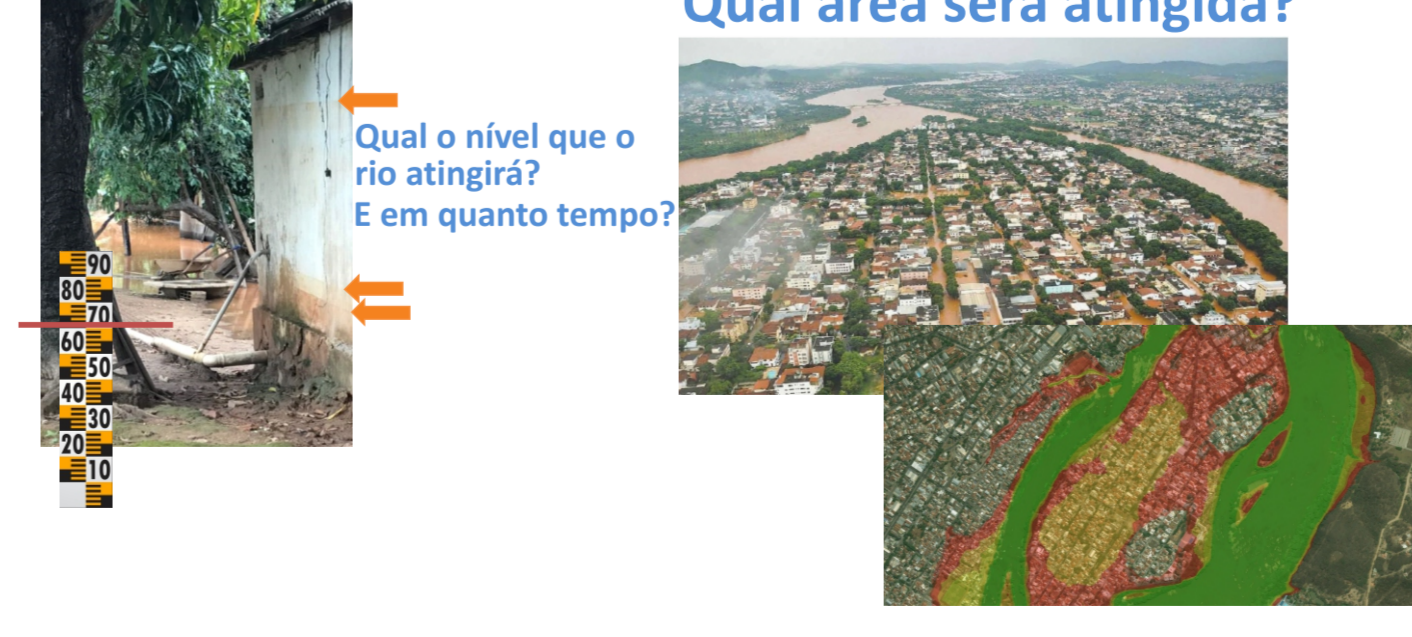 Qual área será atingida?
Qual o nível que o
rio atingirá?
E em quanto tempo?
90
80
70
60
50
40
30
20
10